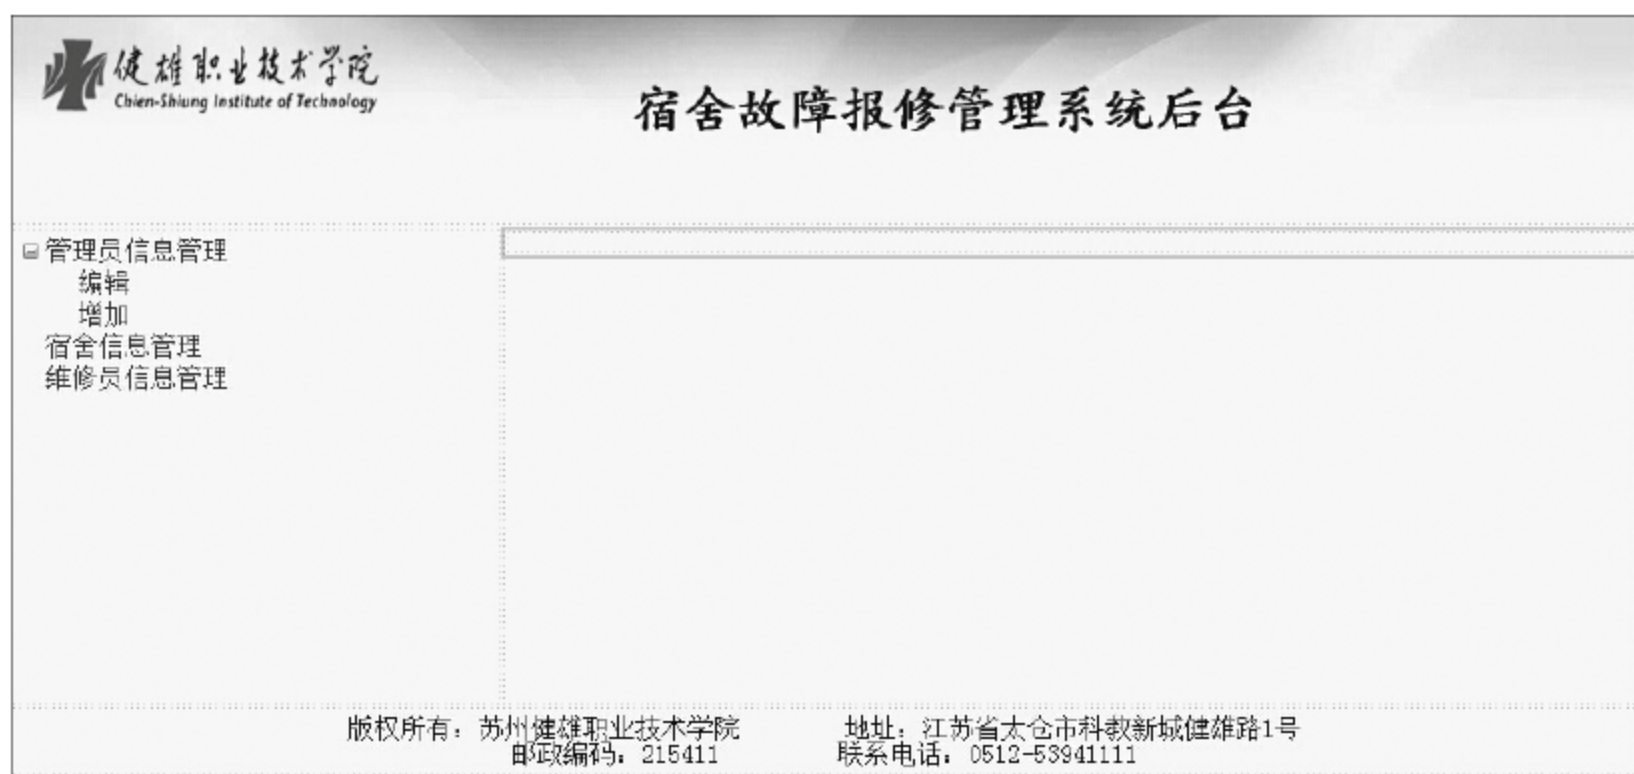 健雄职业技术学院
Chien-Shiung Institute of Technology
宿舍故障报修管理系统后台
管理员信息管理
编辑
增加
宿舍信息管理
维修员信息管理
版权所有：苏州健雄职业技术学院 地址：江苏省太仓市科教新城健雄路1号
邮政编码：215411 联系电话：0512-53941111